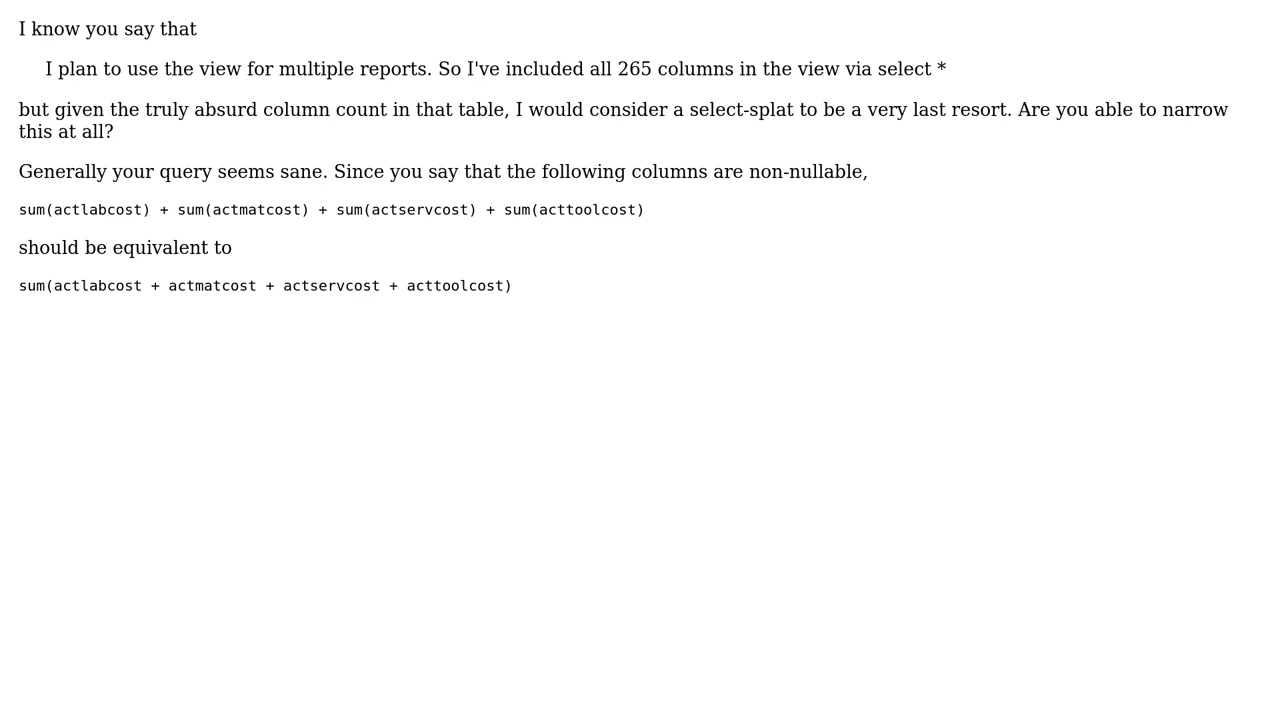 I know you say that
I plan to use the view for multiple reports. So I've included all 265 columns in the view via select *
but given the truly absurd column count in that table, I would consider a select-splat to be a very last resort. Are you able to narrow
this at all?
Generally your query seems sane. Since you say that the following columns are non-nullable,
sum(actlabcost) + sum(actmatcost) + sum(actservcost) + sum(acttoolcost)
should be equivalent to
sum(actlabcost + actmatcost + actservcost + acttoolcost)